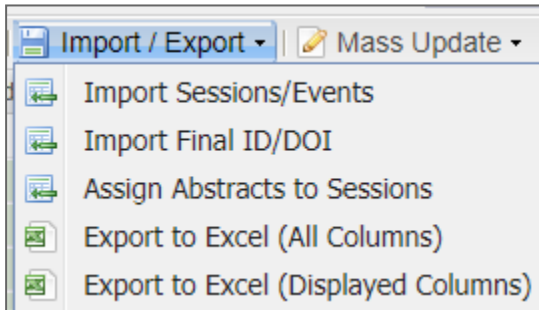 Import / Export Mass Update
Import Sessions/Events
Import Final ID/DOI
Assign Abstracts to Sessions
Export to Excel (All Columns)
Export to Excel (Displayed Columns)